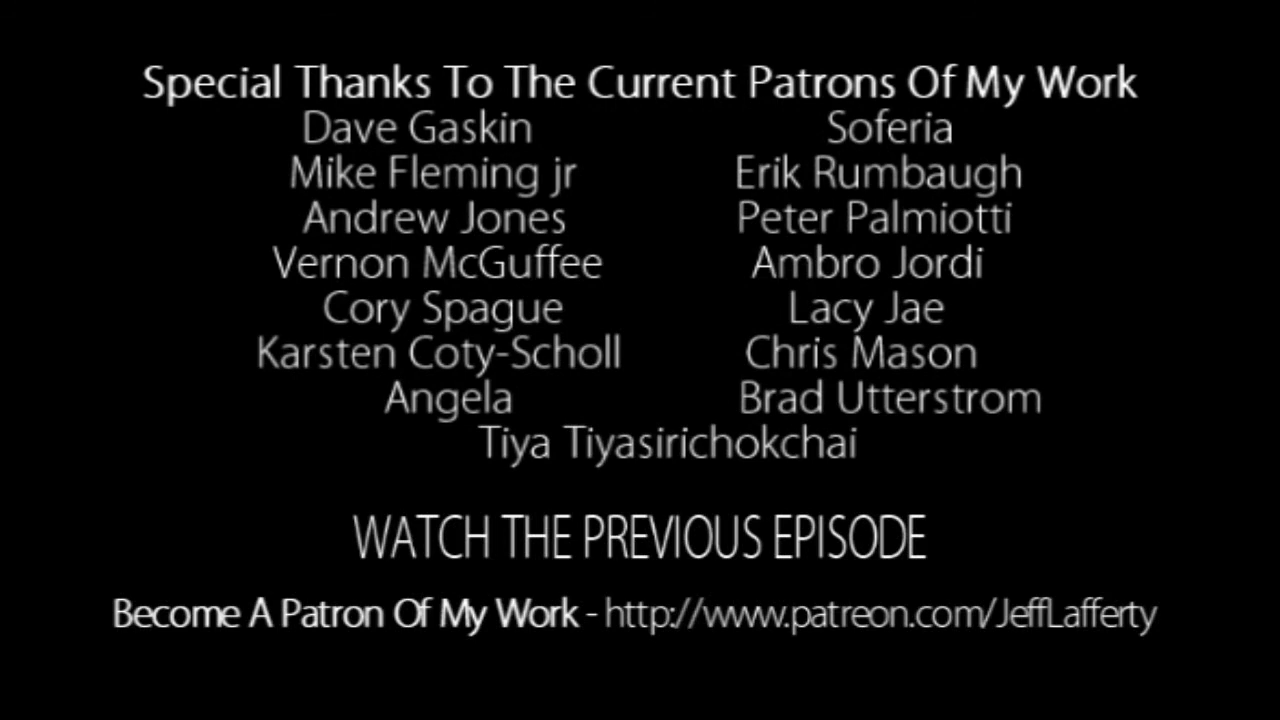 Special Thanks To The Current Patrons Of My Work
Dave Gaskin Soferia
Mike Fleming jr Erik Rumbaugh
Andrew Jones Peter Palmiotti
Vernon McGuffee Ambro Jordi
Cory Spague Lacy Jae
Karsten Coty-Scholl Chris Mason
Angela Brad Utterstrom
Tiya Tiyasirichokchai
WATCH THE PREVIOUS EPISODE
Become A Patron Of My Work - http://www.patreon.com/JeffLafferty